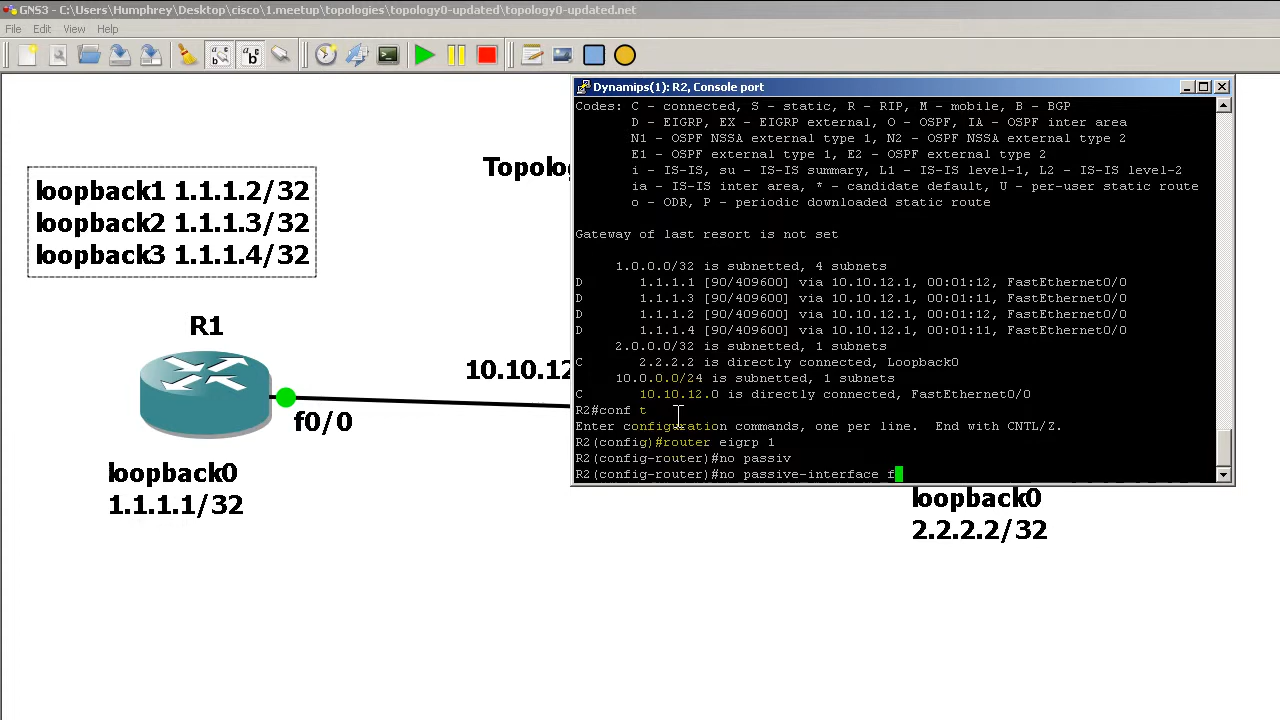 GNS3 - C:\Users\Humphrey\Desktop\cisco\1.meetup\topologies\topology0-updated\topology0-updated.net
File Edit View Help
Dynamips(1): R2, Console port
Codes: C - connected, S - static, R - RIP, M - mobile, B - BGP
D - EIGRP, EX - EIGRP external, O - OSPF, IA - OSPF inter area
N1 - OSPF NSSA external type 1, N2 - OSPF NSSA external type 2
E1 - OSPF external type 1, E2 - OSPF external type 2
i - IS-IS, su - IS-IS summary, L1 - IS-IS level-1, L2 - IS-IS level-2
ia - IS-IS inter area, * - candidate default, U - per-user static route
o - ODR, P - periodic downloaded static route
Gateway of last resort is not set
1.0.0.0/32 is subnetted, 4 subnets
D 1.1.1.1 [90/409600] via 10.10.12.1, 00:01:12, FastEthernet0/0
D 1.1.1.3 [90/409600] via 10.10.12.1, 00:01:11, FastEthernet0/0
D 1.1.1.2 [90/409600] via 10.10.12.1, 00:01:12, FastEthernet0/0
D 1.1.1.4 [90/409600] via 10.10.12.1, 00:01:11, FastEthernet0/0
2.0.0.0/32 is subnetted, 1 subnets
C 2.2.2.2 is directly connected, Loopback0
10.0.0.0/24 is subnetted, 1 subnets
C 10.10.12.0 is directly connected, FastEthernet0/0
R2#conf t
Enter configuration commands, one per line. End with CNTL/Z.
R2(config)#router eigrp 1
R2(config-router)#no passiv
R2(config-router)#no passive-interface f
Topolo
loopback1 1.1.1.2/32
loopback2 1.1.1.3/32
loopback3 1.1.1.4/32
R1
10.10.12
f0/0
loopback0
1.1.1.1/32
loopback0
2.2.2.2/32